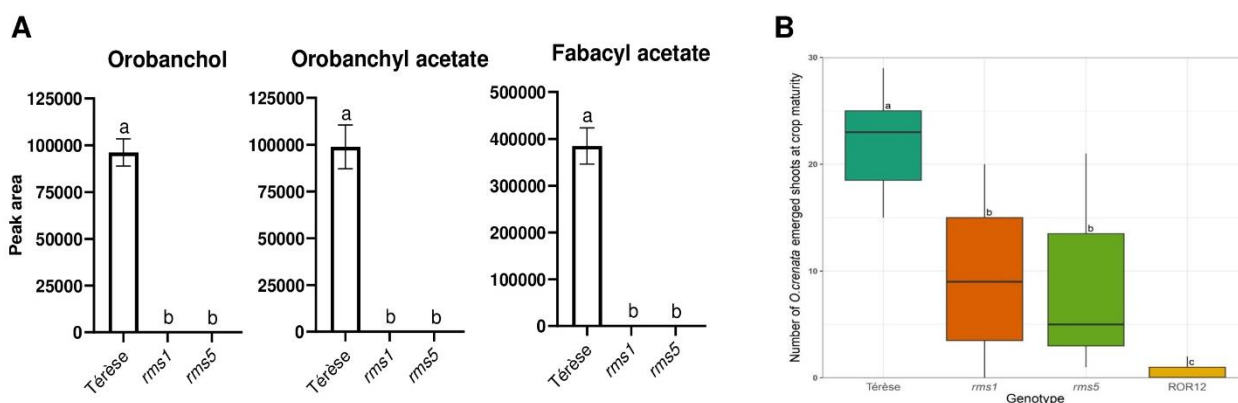 A
Orobanchol
Peak area
125000
100000
75000
50000
25000
0
a
b
b
Térèse
rms1
rms5
Orobanchyl acetate
125000
100000
75000
50000
25000
0
a
b
b
Térèse
rms1
rms5
Fabacyl acetate
500000
400000
300000
200000
100000
0
a
b
b
Térèse
rms1
rms5
B
Number of O.crenata emerged shoots at crop maturity
30
20
10
0
a
b
b
c
Térèse
rms1
rms5
ROR12
Genotype